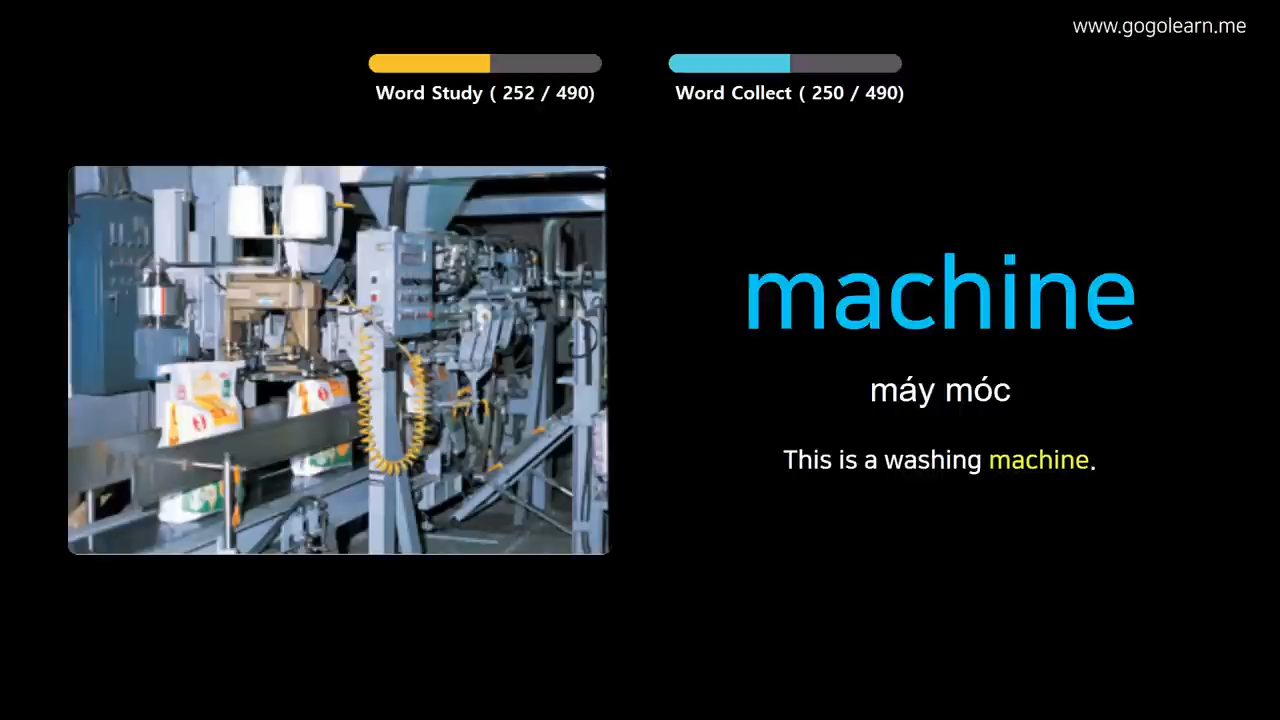 www.gogolearn.me
Word Study ( 252 / 490)
Word Collect ( 250 / 490)
machine
máy móc
This is a washing machine.